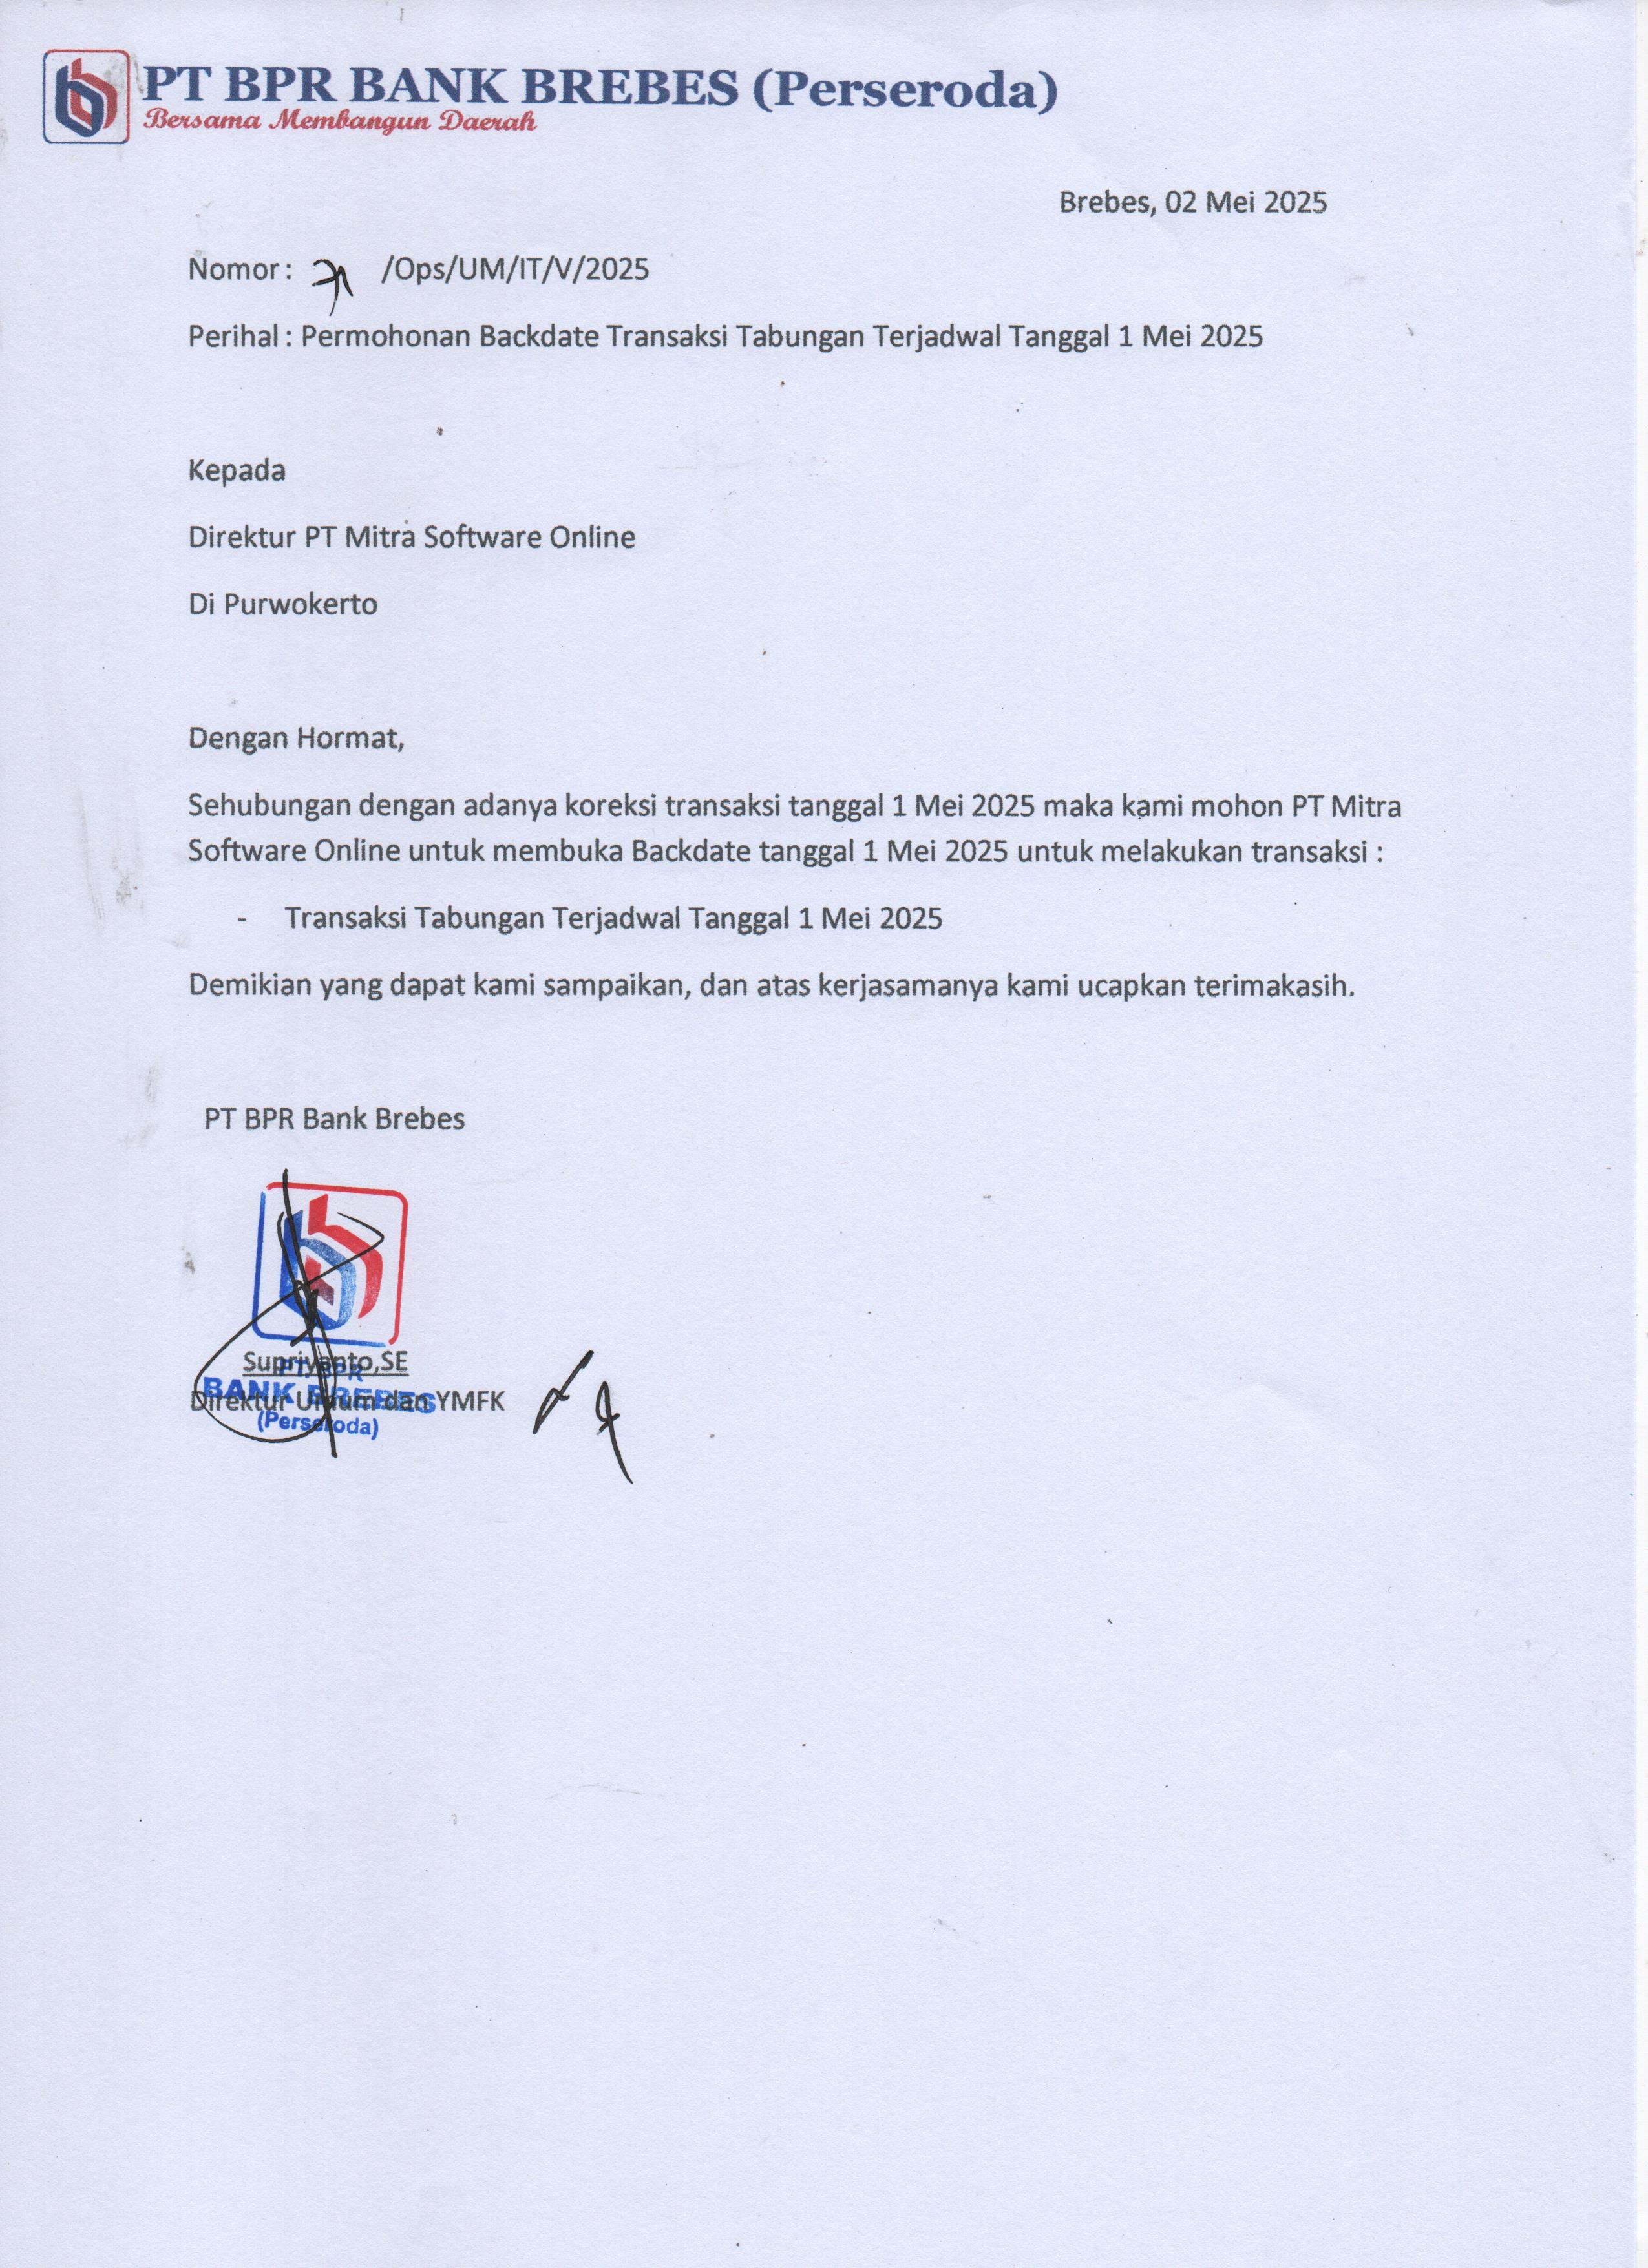 PT BPR BANK BREBES (Perseroda)
Bersama Membangun Daerah
Brebes, 02 Mei 2025
Nomor : /Ops/UM/IT/V/2025
Perihal : Permohonan Backdate Transaksi Tabungan Terjadwal Tanggal 1 Mei 2025
Kepada
Direktur PT Mitra Software Online
Di Purwokerto
Dengan Hormat,
Sehubungan dengan adanya koreksi transaksi tanggal 1 Mei 2025 maka kami mohon PT Mitra
Software Online untuk membuka Backdate tanggal 1 Mei 2025 untuk melakukan transaksi :
- Transaksi Tabungan Terjadwal Tanggal 1 Mei 2025
Demikian yang dapat kami sampaikan, dan atas kerjasamanya kami ucapkan terimakasih.
PT BPR Bank Brebes
Supriyanto,SE
PT. BPR
BANK BREBES
Direktur Umum dan YMFK
(Perseroda)